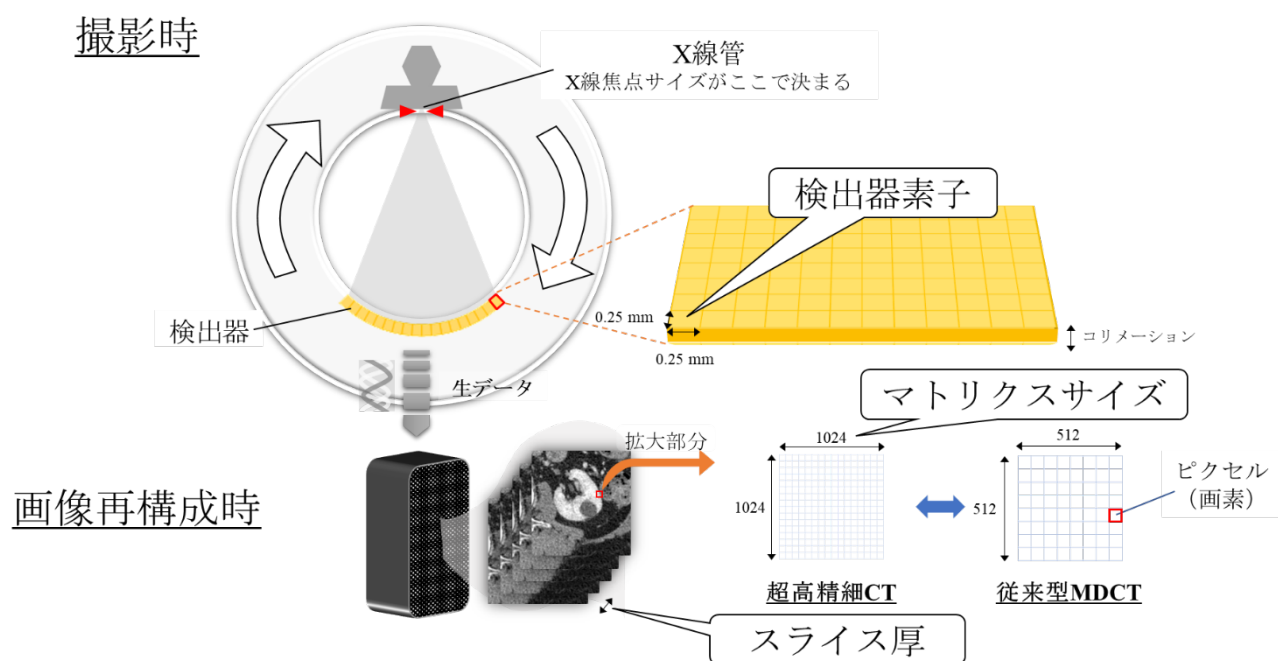 撮影時
X線管
X線焦点サイズがここで決まる
検出器素子
検出器
0.25 mm
0.25 mm
コリメーション
生データ
マトリクスサイズ
拡大部分
1024
512
1024
512
ピクセル
（画素）
画像再構成時
超高精細CT
従来型MDCT
スライス厚